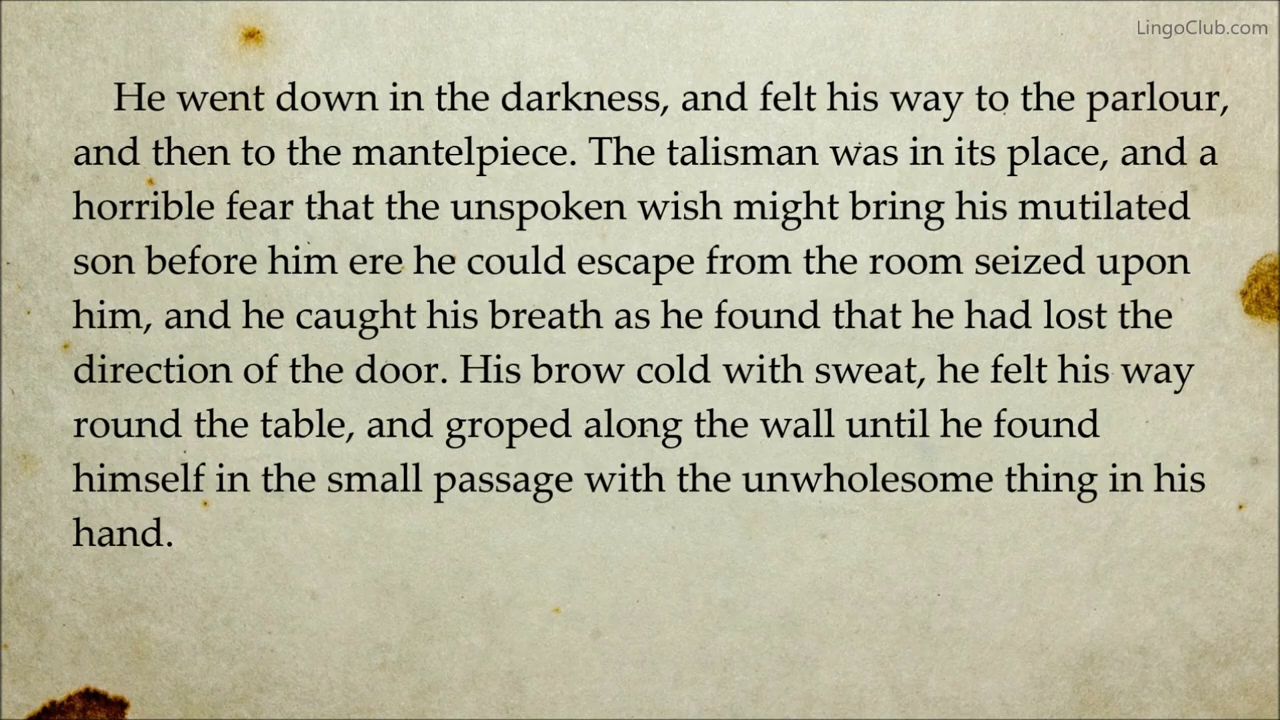 LingoClub.com
He went down in the darkness, and felt his way to the parlour,
and then to the mantelpiece. The talisman was in its place, and a
horrible fear that the unspoken wish might bring his mutilated
son before him ere he could escape from the room seized upon
him, and he caught his breath as he found that he had lost the
direction of the door. His brow cold with sweat, he felt his way
round the table, and groped along the wall until he found
himself in the small passage with the unwholesome thing in his
hand.